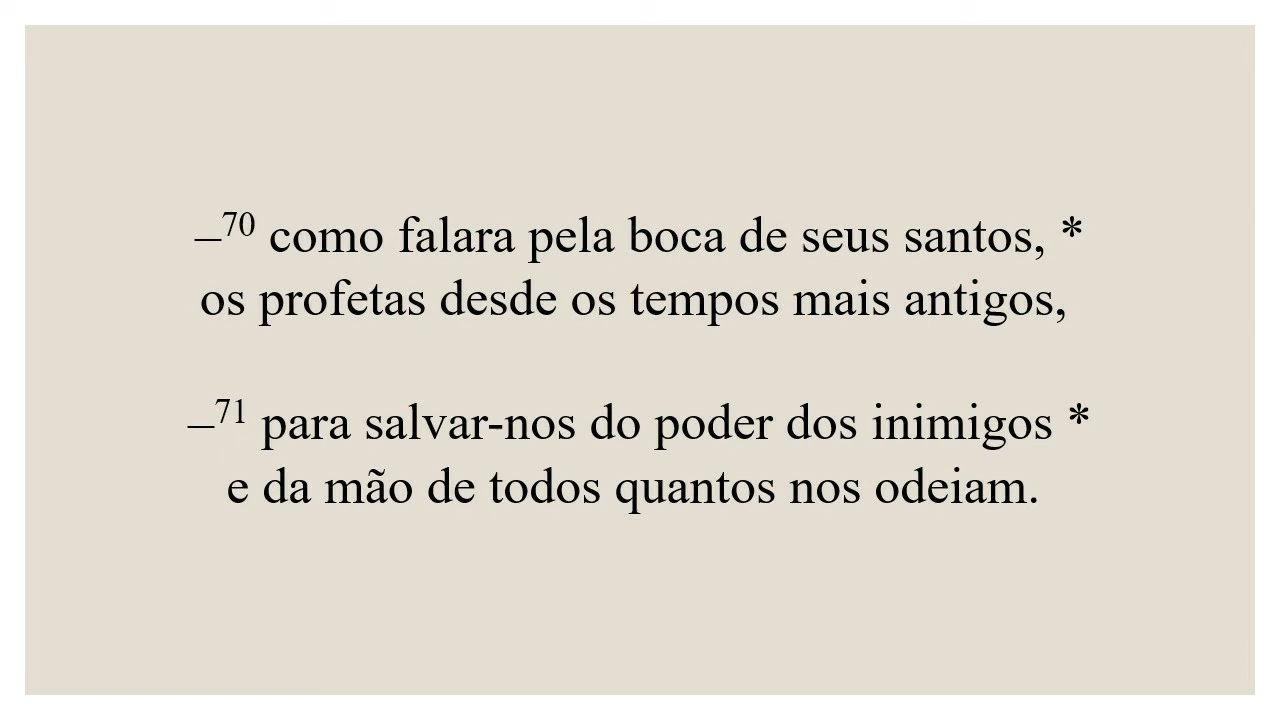 –⁷⁰ como falara pela boca de seus santos, *
os profetas desde os tempos mais antigos,
–⁷¹ para salvar-nos do poder dos inimigos *
e da mão de todos quantos nos odeiam.